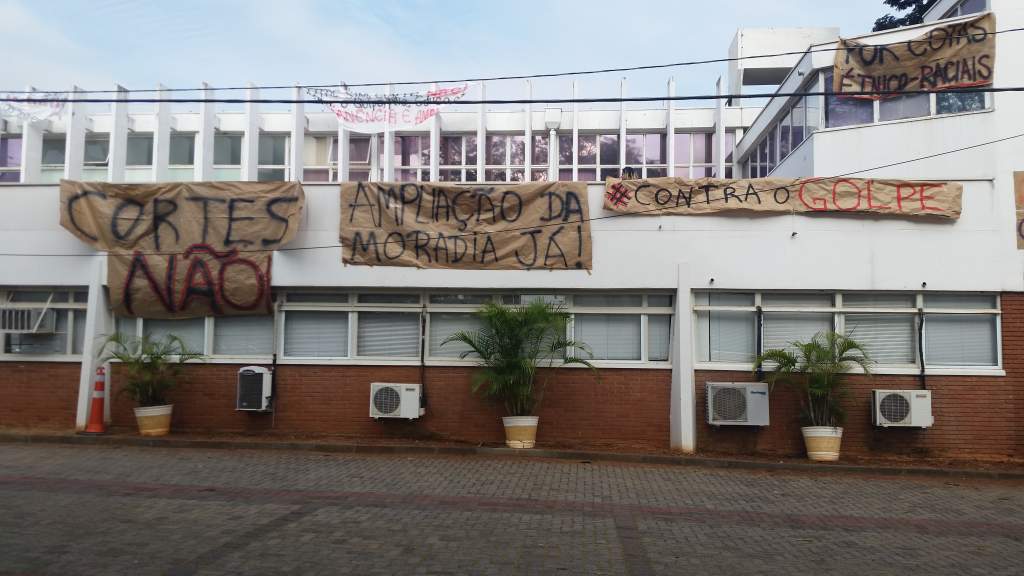 POR COTAS
ÉTNICO-RACIAIS
CORTES
NÃO
AMPLIAÇÃO DA
MORADIA JÁ!
#CONTRA O GOLPE